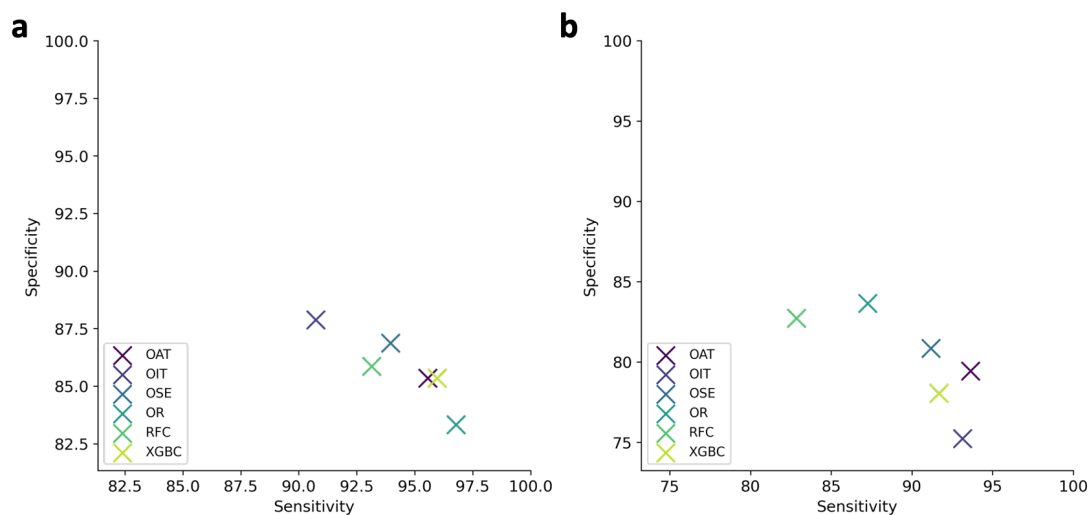 a
100.0
97.5
95.0
92.5
90.0
87.5
85.0
82.5
Specificity
OAT
OIT
OSE
OR
RFC
XGBC
82.5 85.0 87.5 90.0 92.5 95.0 97.5 100.0
Sensitivity
b
100
95
90
85
80
75
Specificity
OAT
OIT
OSE
OR
RFC
XGBC
75 80 85 90 95 100
Sensitivity